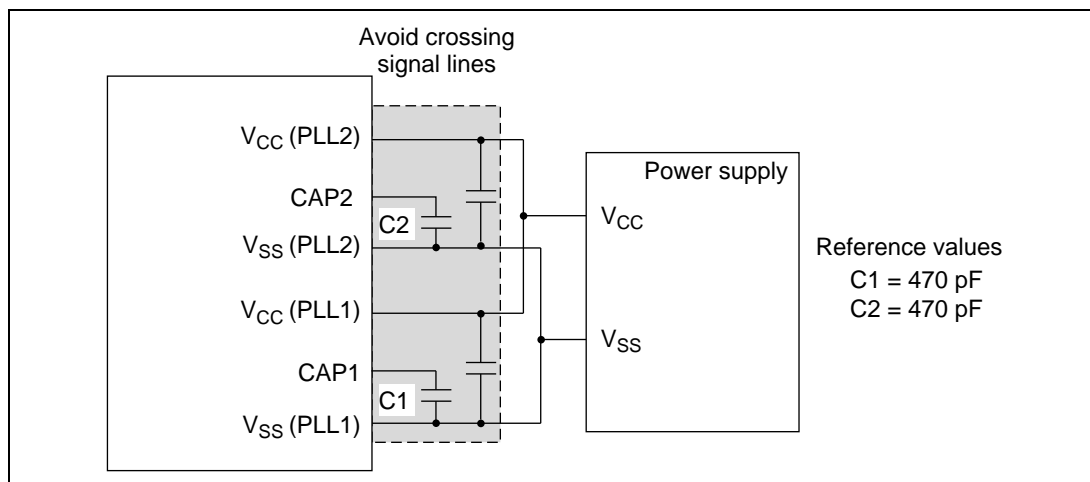 Avoid crossing
signal lines
VCC (PLL2)
CAP2
C2
VSS (PLL2)
VCC (PLL1)
CAP1
C1
VSS (PLL1)
Power supply
VCC
VSS
Reference values
C1 = 470 pF
C2 = 470 pF